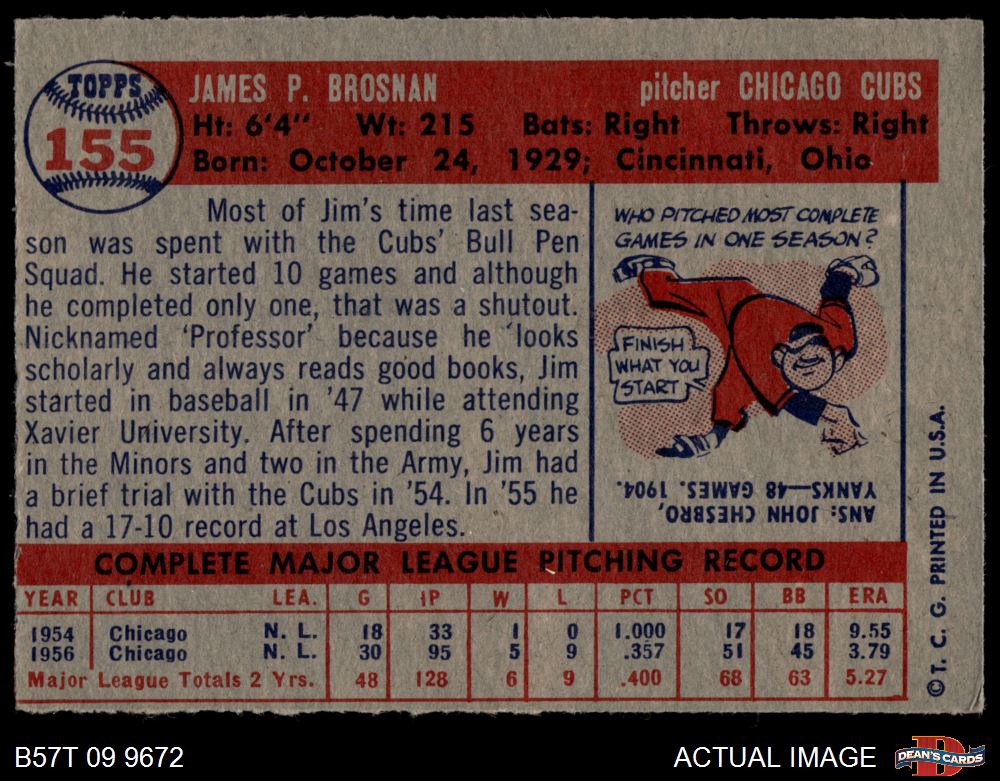 TOPPS
155
JAMES P. BROSNAN pitcher CHICAGO CUBS
Ht: 6'4" Wt: 215 Bats: Right Throws: Right
Born: October 24, 1929; Cincinnati, Ohio
Most of Jim's time last sea-
son was spent with the Cubs' Bull Pen
Squad. He started 10 games and although
he completed only one, that was a shutout.
Nicknamed 'Professor' because he 'looks
scholarly and always reads good books, Jim
started in baseball in '47 while attending
Xavier University. After spending 6 years
in the Minors and two in the Army, Jim had
a brief trial with the Cubs in '54. In '55 he
had a 17-10 record at Los Angeles.
WHO PITCHED MOST COMPLETE
GAMES IN ONE SEASON?
FINISH
WHAT YOU
START
ANS: JOHN CHESBRO,
YANKS—48 GAMES. 1904.
COMPLETE MAJOR LEAGUE PITCHING RECORD
YEAR CLUB LEA. G IP W L PCT SO BB ERA
1954 Chicago N. L. 18 33 1 0 1.000 17 18 9.55
1956 Chicago N. L. 30 95 5 9 .357 51 45 3.79
Major League Totals 2 Yrs. 48 128 6 9 .400 68 63 5.27
© T. C. G. PRINTED IN U.S.A.
B57T 09 9672 ACTUAL IMAGE
D
DEAN'S CARDS